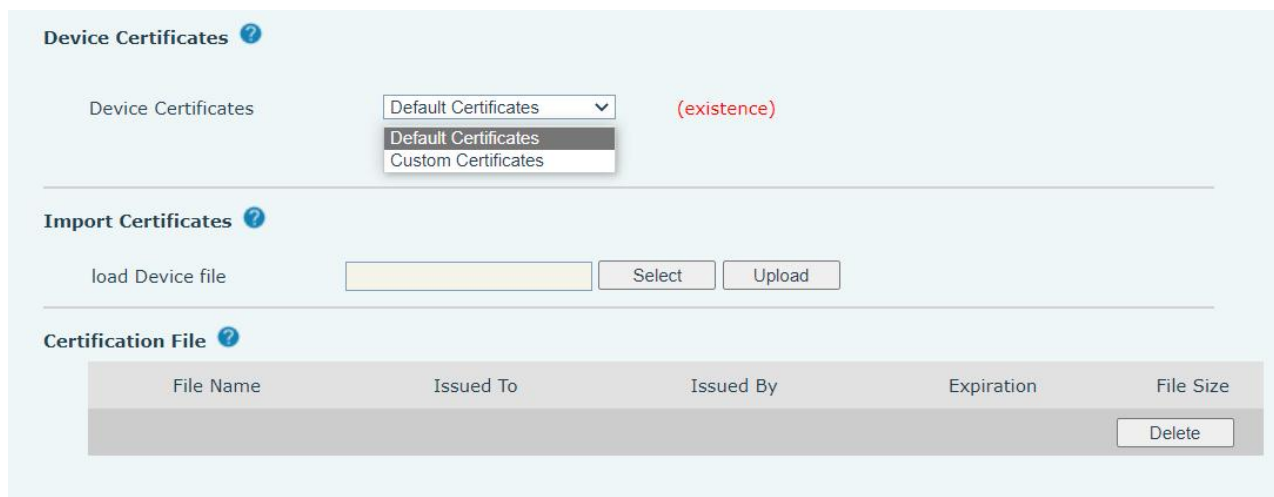 Device Certificates ?
Device Certificates Default Certificates (existence)
Default Certificates
Custom Certificates
Import Certificates ?
load Device file Select Upload
Certification File ?
File Name Issued To Issued By Expiration File Size
Delete